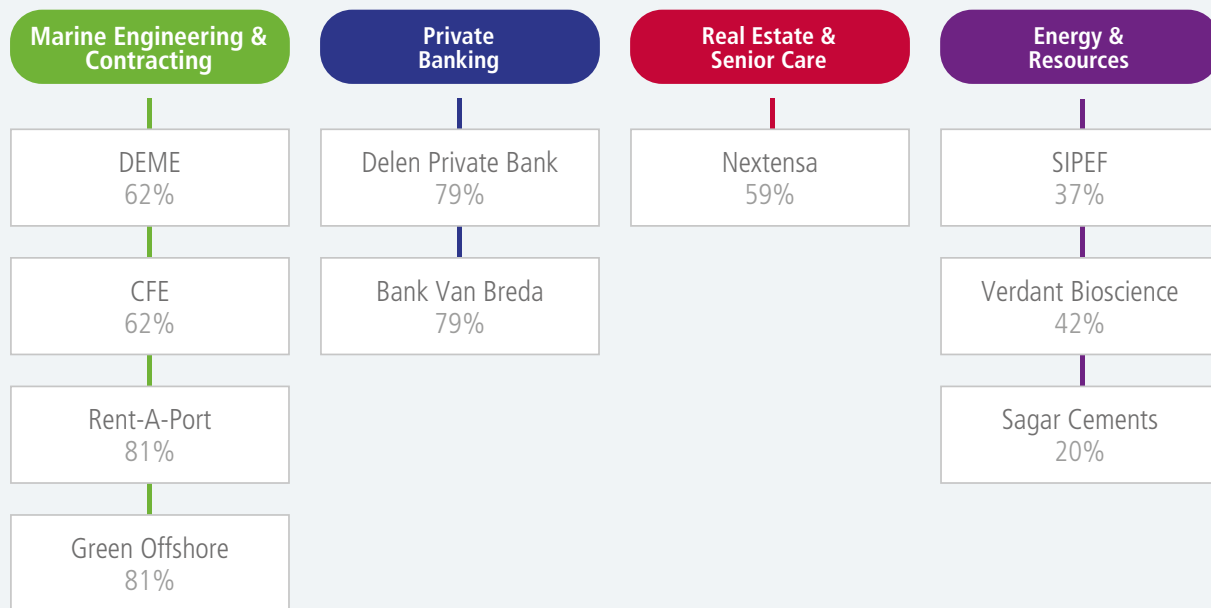 Marine Engineering &
Contracting
DEME
62%
CFE
62%
Rent-A-Port
81%
Green Offshore
81%
Private
Banking
Delen Private Bank
79%
Bank Van Breda
79%
Real Estate &
Senior Care
Nextensa
59%
Energy &
Resources
SIPEF
37%
Verdant Bioscience
42%
Sagar Cements
20%